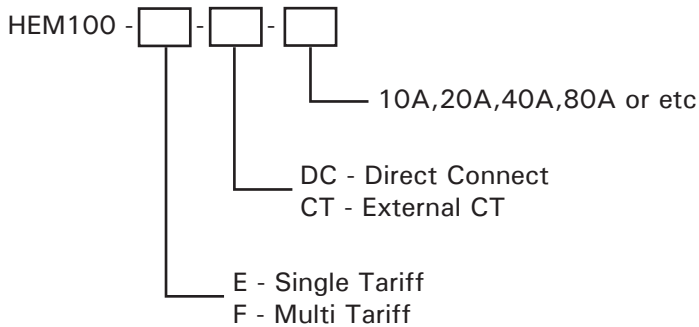 HEM100 - - -
10A,20A,40A,80A or etc
DC - Direct Connect
CT - External CT
E - Single Tariff
F - Multi Tariff